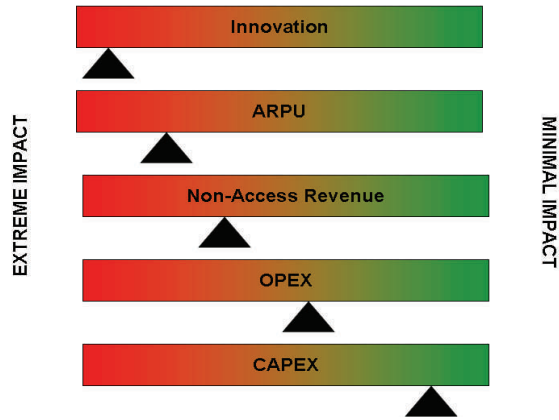 Innovation
ARPU
Non-Access Revenue
OPEX
CAPEX
EXTREME IMPACT
MINIMAL IMPACT